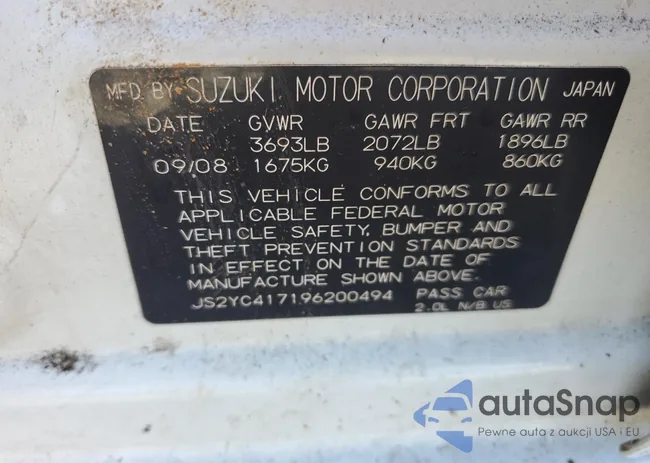 MFD. BY SUZUKI MOTOR CORPORATION JAPAN
DATE GVWR GAWR FRT GAWR RR
3693LB 2072LB 1896LB
09/08 1675KG 940KG 860KG
THIS VEHICLE CONFORMS TO ALL
APPLICABLE FEDERAL MOTOR
VEHICLE SAFETY, BUMPER AND
THEFT PREVENTION STANDARDS
IN EFFECT ON THE DATE OF
MANUFACTURE SHOWN ABOVE.
JS2YC417196200494 PASS CAR
2.0L N/B US
autoSnap
Pewne auta z aukcji USA i EU